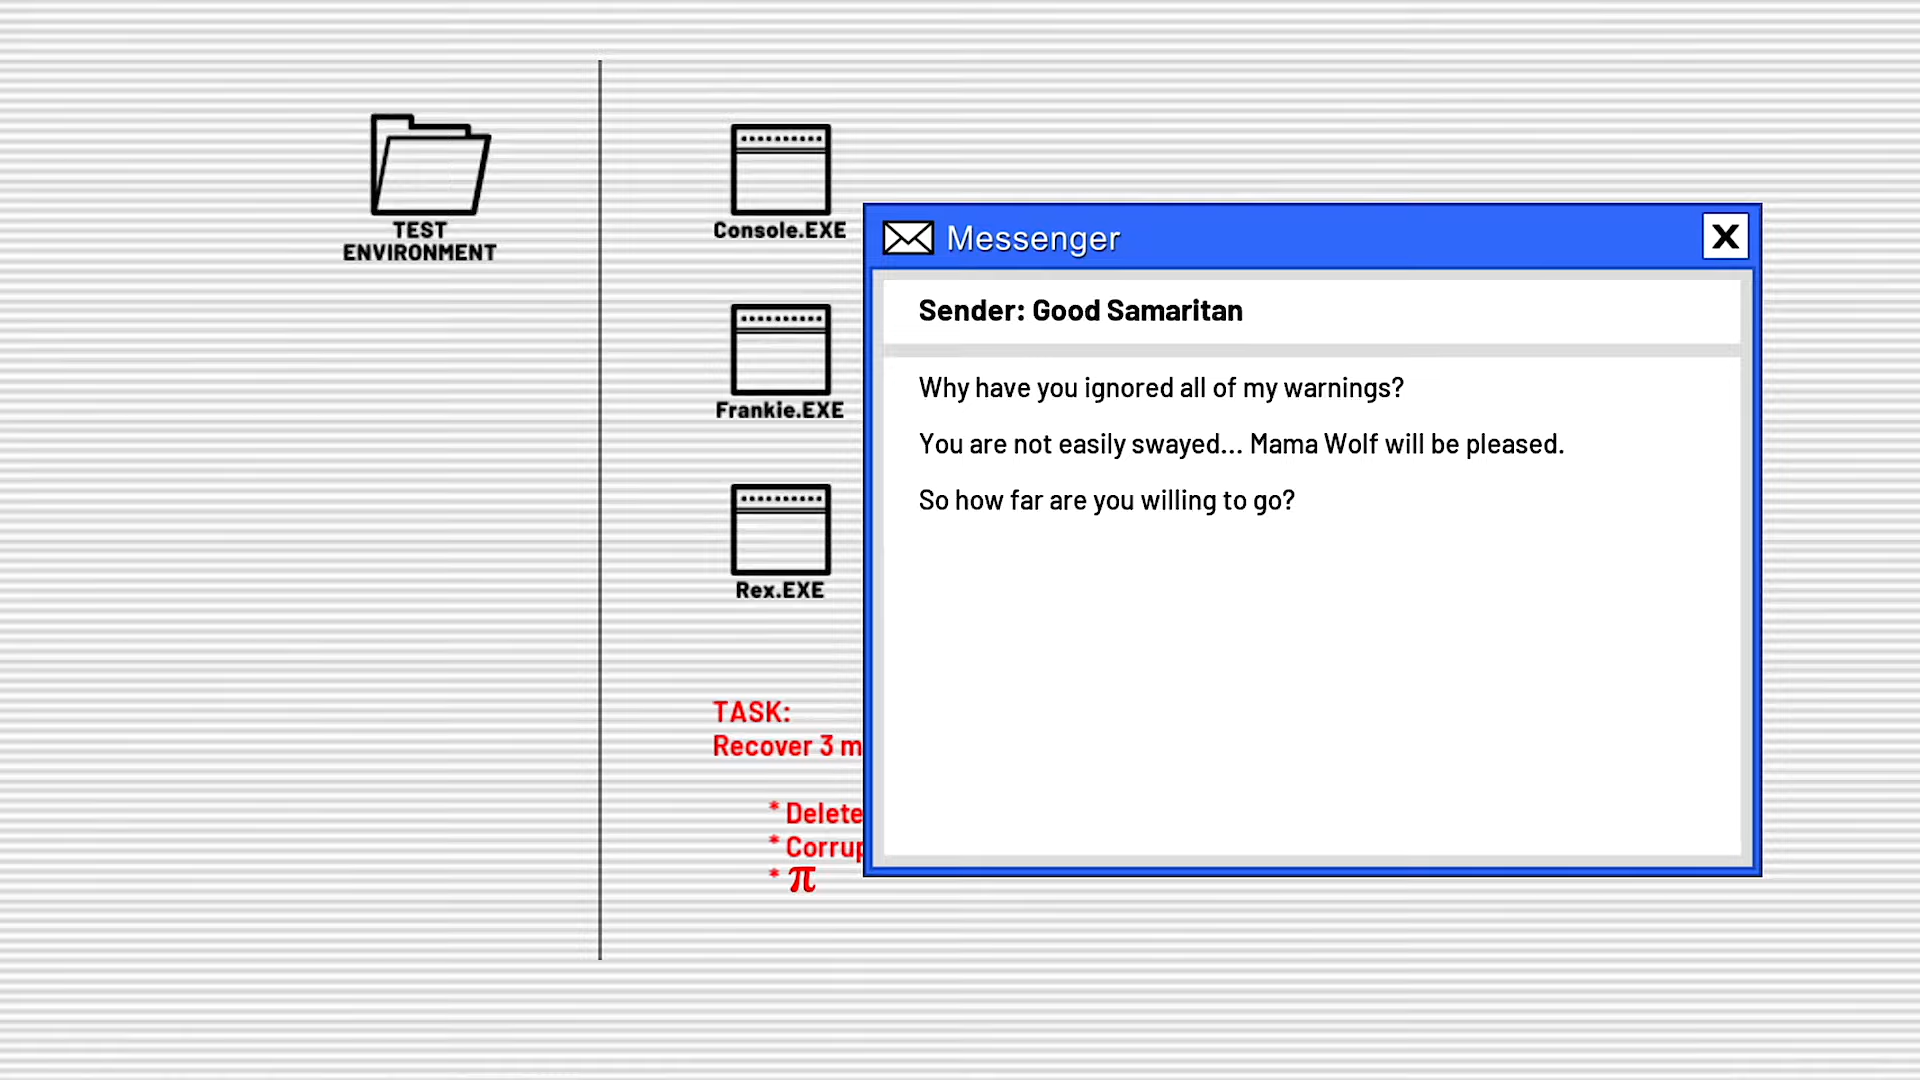 TEST
ENVIRONMENT
Console.EXE
Frankie.EXE
Rex.EXE
TASK:
Recover 3
* Delete
* 
* π
Messenger
X
Sender: Good Samaritan
Why have you ignored all of my warnings?
You are not easily swayed... Mama Wolf will be pleased.
So how far are you willing to go?